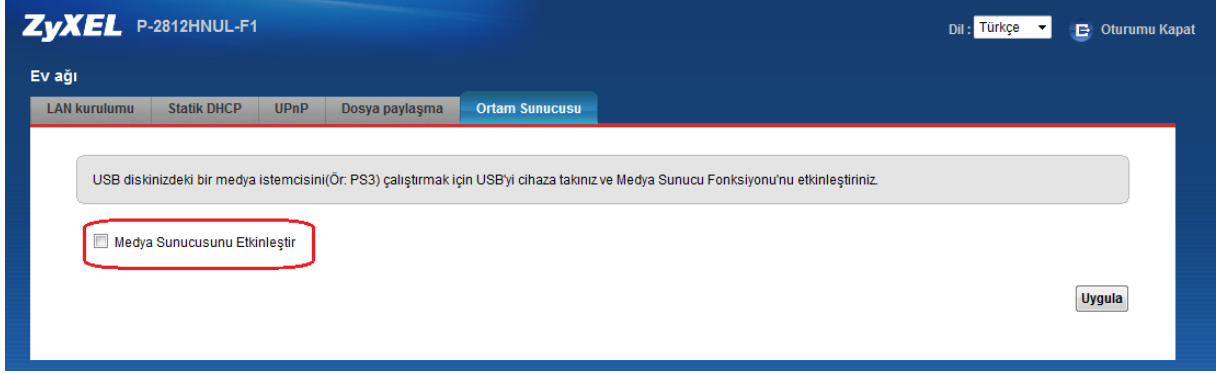 ZyXEL P-2812HNUL-F1 Dil : Türkçe Oturumu Kapat
Ev ağı
LAN kurulumu Statik DHCP UPnP Dosya paylaşma Ortam Sunucusu
USB diskinizdeki bir medya istemcisini(Ör: PS3) çalıştırmak için USB'yi cihaza takınız ve Medya Sunucu Fonksiyonu'nu etkinleştiriniz.
Medya Sunucusunu Etkinleştir
Uygula